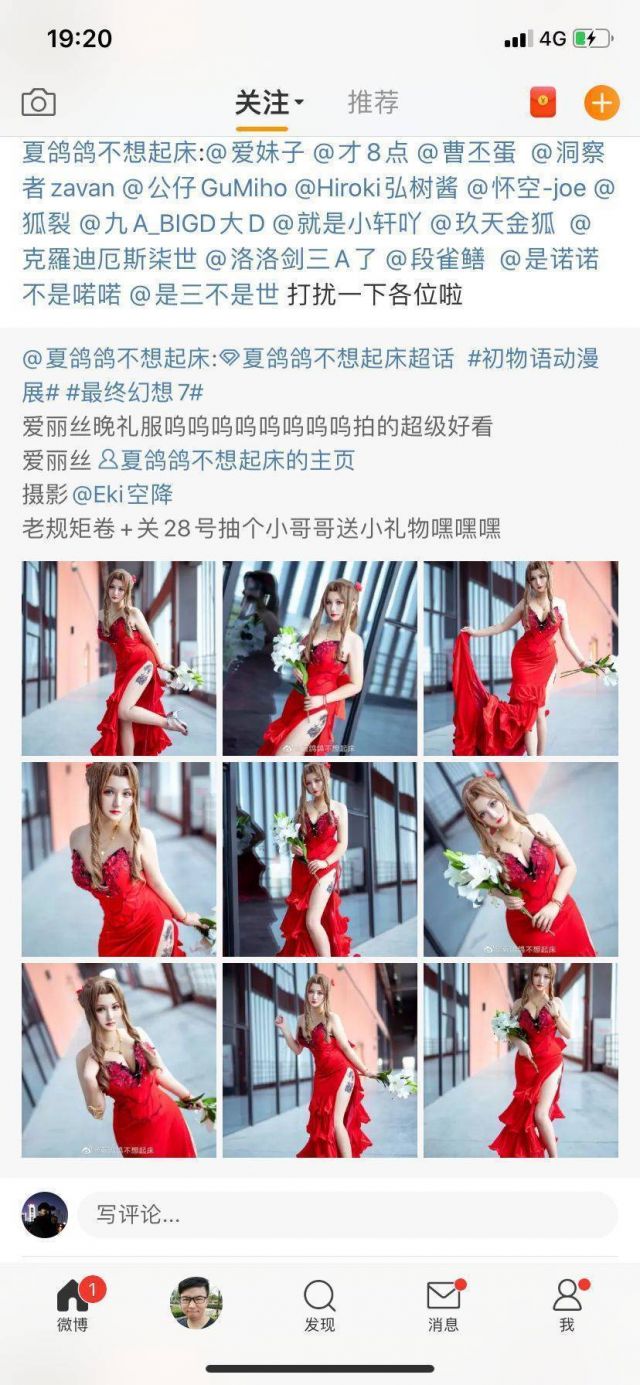 19:20
4G
关注 推荐
夏鸽鸽不想起床:@爱妹子 @才8点 @曹丕蛋 @洞察
者zavan @公仔GuMiho @Hiroki弘树酱 @怀空-joe @
狐裂 @九A_BIGD大D @就是小轩吖 @玖天金狐 @
克羅迪厄斯柒世 @洛洛剑三A了 @段雀鳝 @是诺诺
不是喏喏 @是三不是世 打扰一下各位啦
@夏鸽鸽不想起床:夏鸽鸽不想起床超话 #初物语动漫
展# #最终幻想7#
爱丽丝晚礼服呜呜呜呜呜呜呜呜拍的超级好看
爱丽丝 夏鸽鸽不想起床的主页
摄影@Eki空降
老规矩卷+关28号抽个小哥哥送小礼物嘿嘿嘿
写评论...
1
微博 发现 消息 我